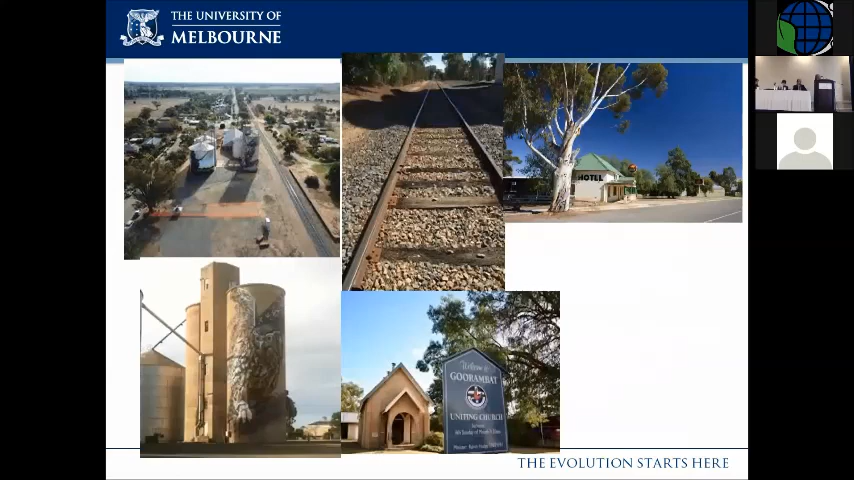 THE UNIVERSITY OF
MELBOURNE
HOTEL
Welcome to
GOORAMBAT
UNITING CHURCH
THE EVOLUTION STARTS HERE